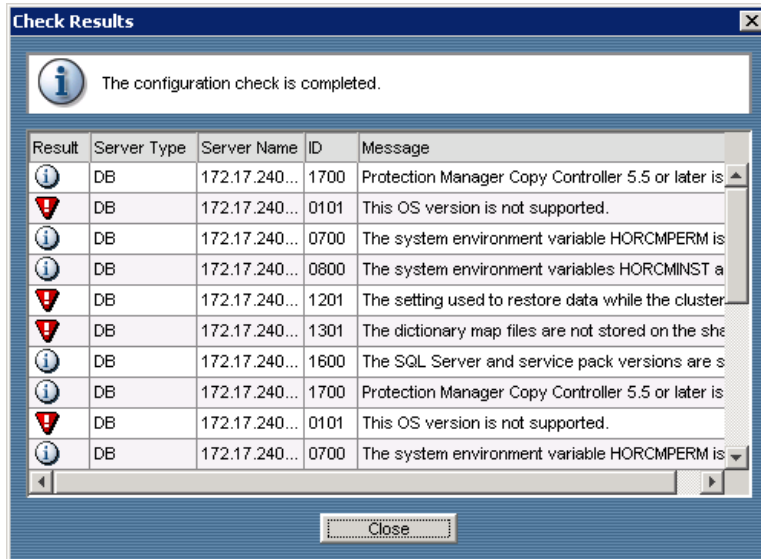 Check Results
The configuration check is completed.
Result Server Type Server Name ID Message
DB 172.17.240... 1700 Protection Manager Copy Controller 5.5 or later is
DB 172.17.240... 0101 This OS version is not supported.
DB 172.17.240... 0700 The system environment variable HORCMPERM is
DB 172.17.240... 0800 The system environment variables HORCMINST a
DB 172.17.240... 1201 The setting used to restore data while the cluster
DB 172.17.240... 1301 The dictionary map files are not stored on the sha
DB 172.17.240... 1600 The SQL Server and service pack versions are s
DB 172.17.240... 1700 Protection Manager Copy Controller 5.5 or later is
DB 172.17.240... 0101 This OS version is not supported.
DB 172.17.240... 0700 The system environment variable HORCMPERM is
Close